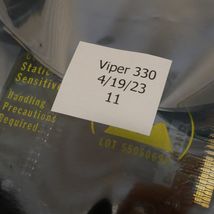 Viper 330
4/19/23
11
Static
Sensitive
Handling
Precautions
Required...